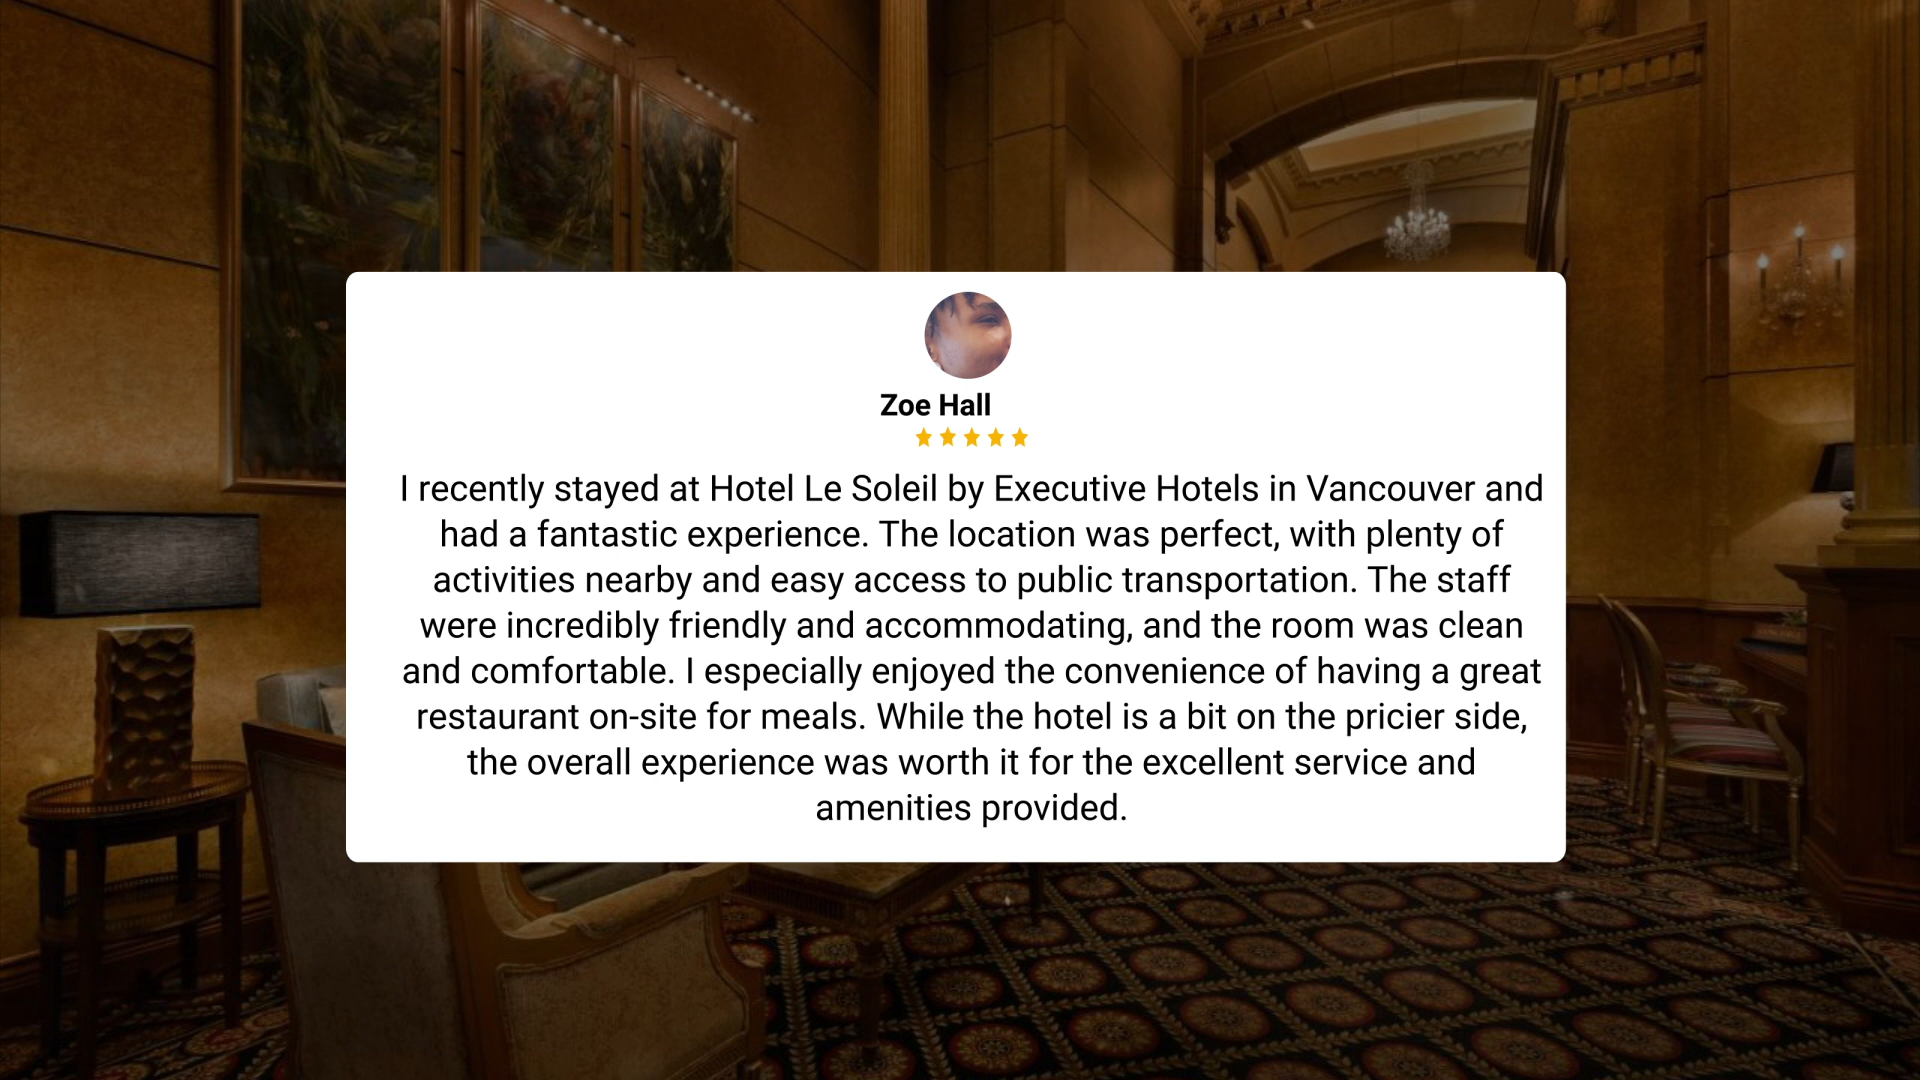 Zoe Hall
I recently stayed at Hotel Le Soleil by Executive Hotels in Vancouver and
had a fantastic experience. The location was perfect, with plenty of
activities nearby and easy access to public transportation. The staff
were incredibly friendly and accommodating, and the room was clean
and comfortable. I especially enjoyed the convenience of having a great
restaurant on-site for meals. While the hotel is a bit on the pricier side,
the overall experience was worth it for the excellent service and
amenities provided.